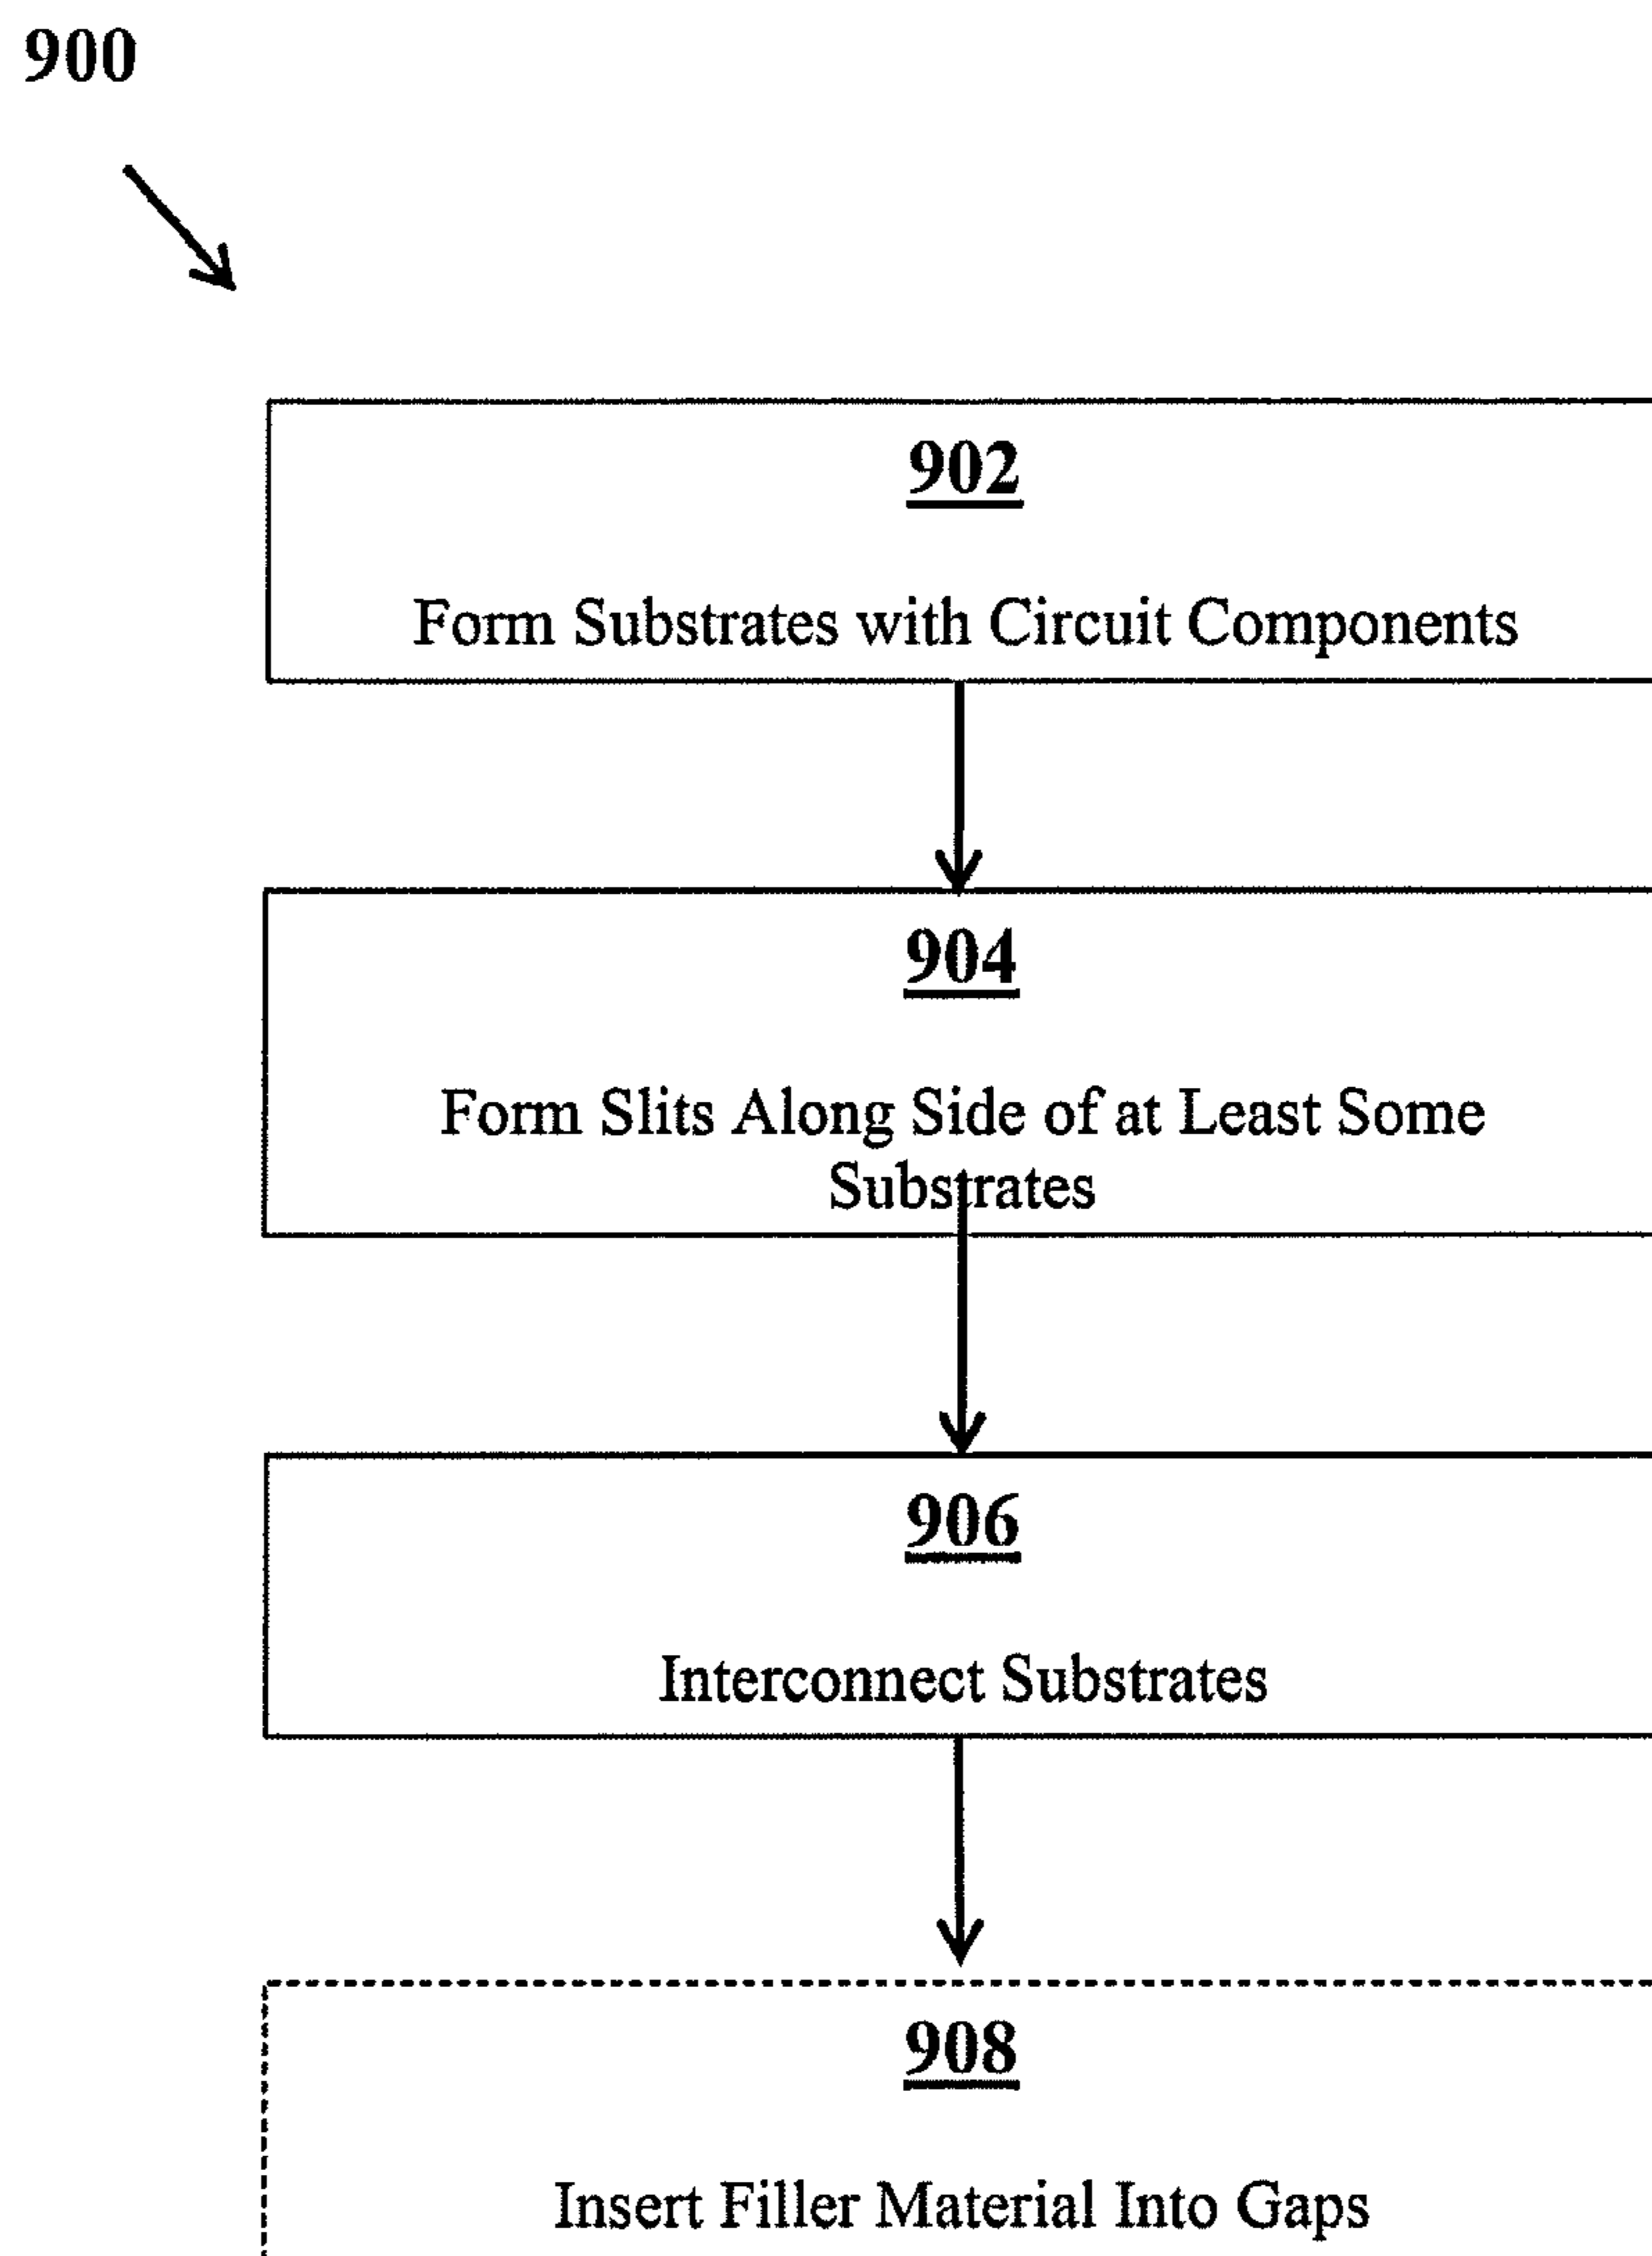 900
902
Form Substrates with Circuit Components
904
Form Slits Along Side of at Least Some
Substrates
906
Interconnect Substrates
908
Insert Filler Material Into Gaps